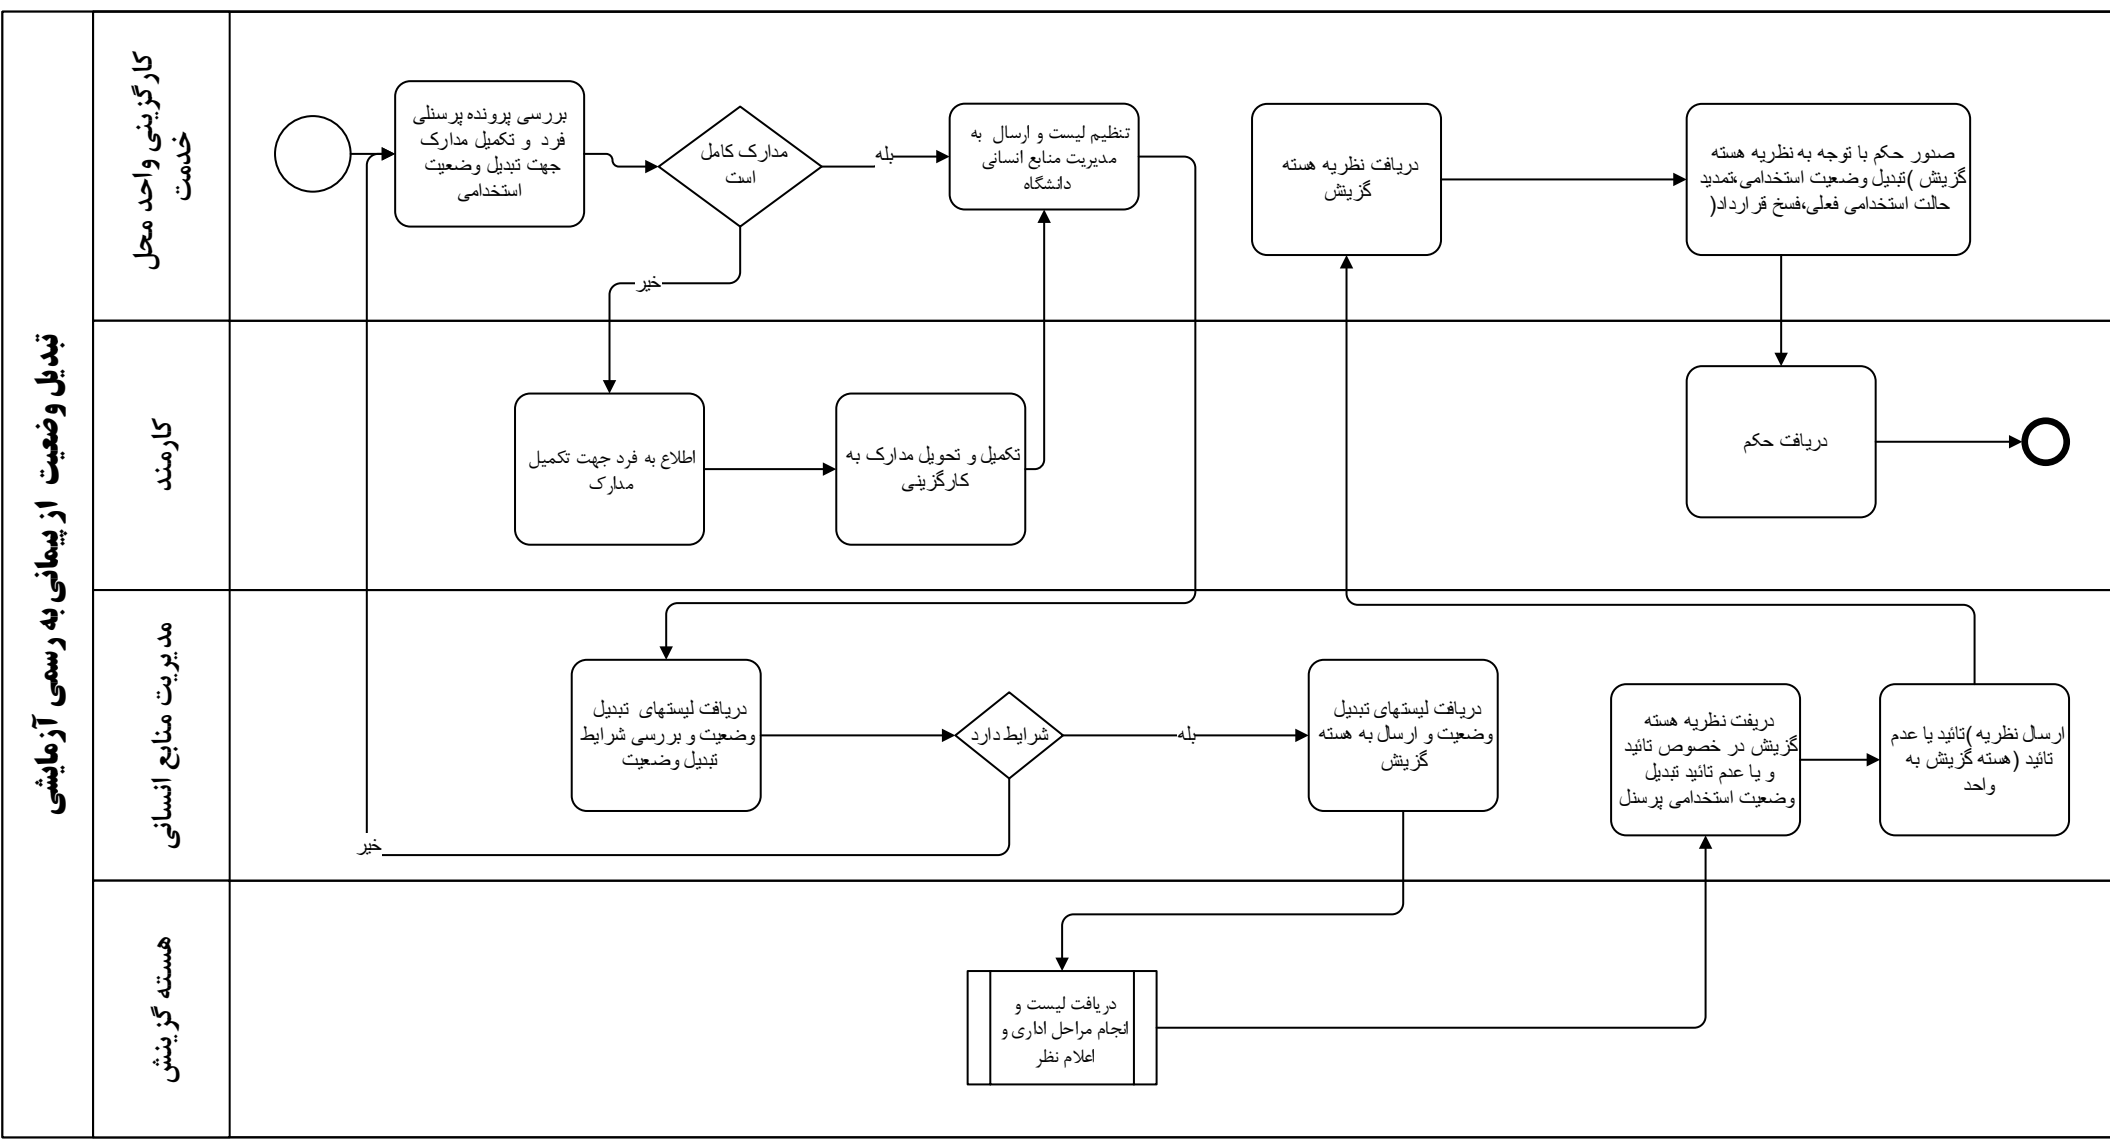 تبدیل وضعیت از پیمانی به رسمی آزمایشی
کارگزینی واحد محل
خدمت
بررسی پرونده پرسنلی
فرد و تکمیل مدارک
جهت تبدیل وضعیت
استخدامی
مدارک کامل
است
بله
خیر
تنظیم لیست و ارسال به
مدیریت منابع انسانی
دانشگاه
دریافت نظریه هسته
گزینش
صدور حکم با توجه به نظریه هسته
گزینش )تبدیل وضعیت استخدامی،تمدید
حالت استخدامی فعلی،فسخ قرارداد(
کارمند
اطلاع به فرد جهت تکمیل
مدارک
تکمیل و تحویل مدارک به
کارگزینی
دریافت حکم
مدیریت منابع انسانی
دریافت لیستهای تبدیل
وضعیت و بررسی شرایط
تبدیل وضعیت
شرایط دارد
بله
خیر
دریافت لیستهای تبدیل
وضعیت و ارسال به هسته
گزینش
دریفت نظریه هسته
گزینش در خصوص تائید
و یا عدم تائید تبدیل
وضعیت استخدامی پرسنل
ارسال نظریه )تائید یا عدم
تائید (هسته گزینش به
واحد
هسته گزینش
دریافت لیست و
انجام مراحل اداری و
اعلام نظر